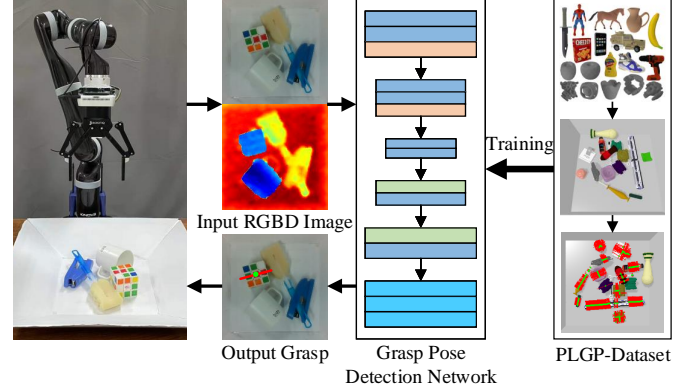 Training
Input RGBD Image
Output Grasp
Grasp Pose
Detection Network
PLGP-Dataset